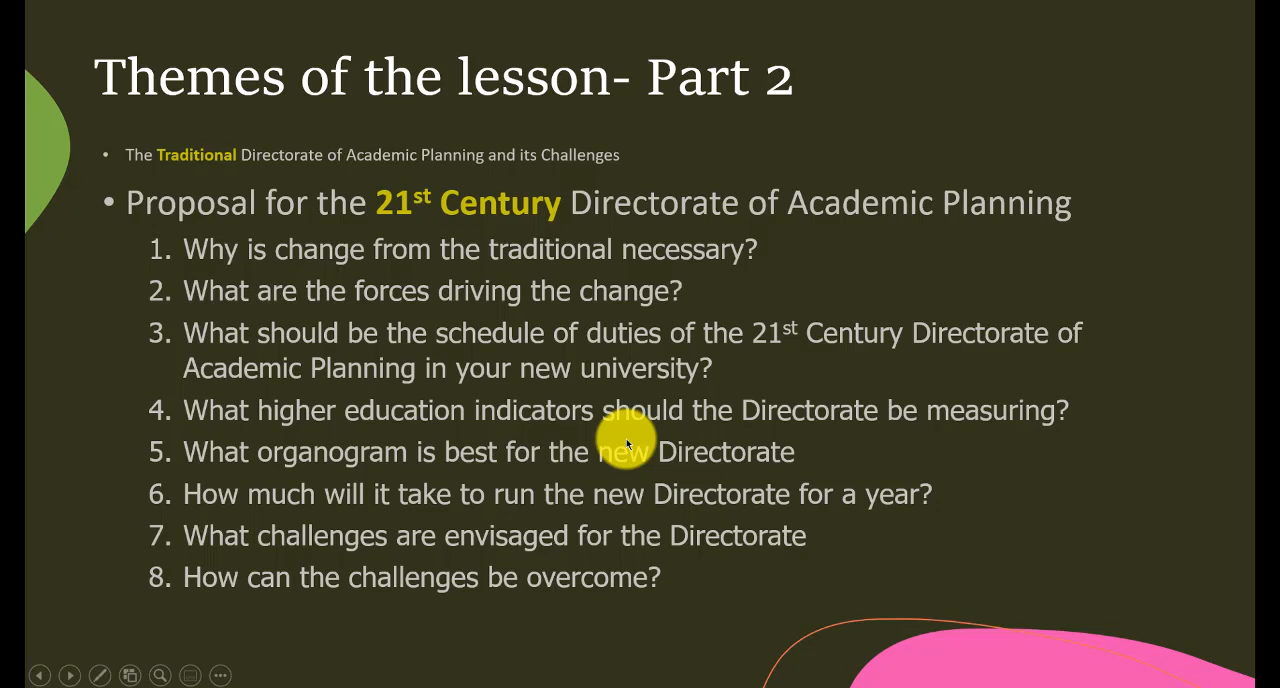 Themes of the lesson- Part 2
• The Traditional Directorate of Academic Planning and its Challenges
• Proposal for the 21st Century Directorate of Academic Planning
1. Why is change from the traditional necessary?
2. What are the forces driving the change?
3. What should be the schedule of duties of the 21st Century Directorate of
Academic Planning in your new university?
4. What higher education indicators should the Directorate be measuring?
5. What organogram is best for the new Directorate
6. How much will it take to run the new Directorate for a year?
7. What challenges are envisaged for the Directorate
8. How can the challenges be overcome?